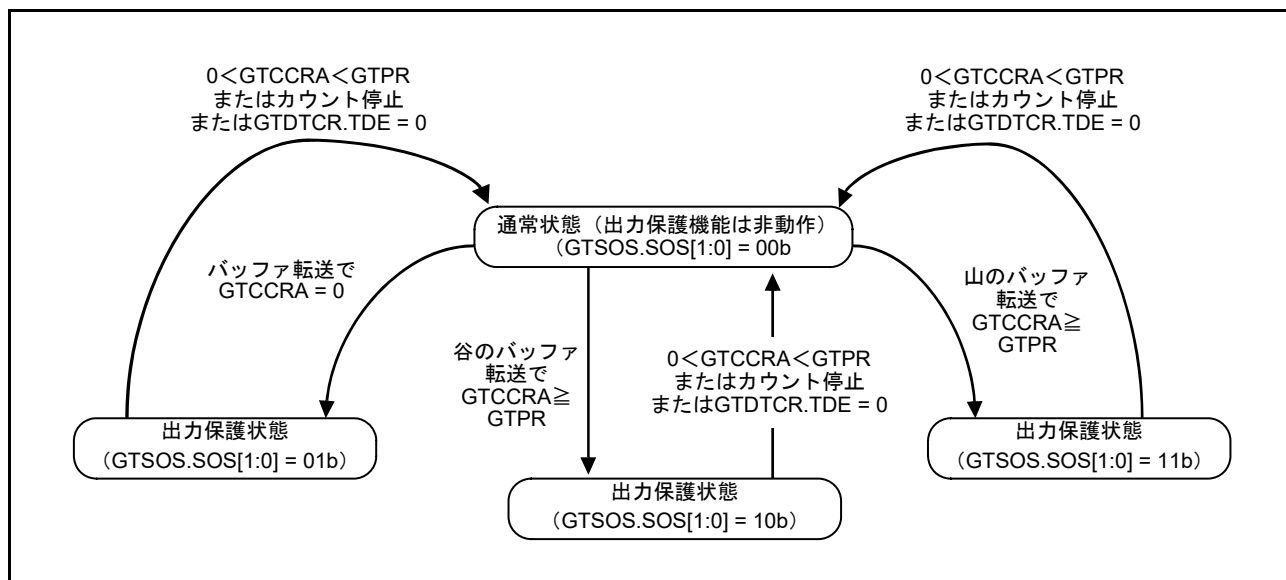 0＜GTCCRA＜GTPR
またはカウント停止
またはGTDTCR.TDE = 0
0＜GTCCRA＜GTPR
またはカウント停止
またはGTDTCR.TDE = 0
通常状態（出力保護機能は非動作）
（GTSOS.SOS[1:0] = 00b
バッファ転送で
GTCCRA = 0
谷のバッファ
転送で
GTCCRA≧
GTPR
0＜GTCCRA＜GTPR
またはカウント停止
またはGTDTCR.TDE = 0
山のバッファ
転送で
GTCCRA≧
GTPR
出力保護状態
（GTSOS.SOS[1:0] = 01b）
出力保護状態
（GTSOS.SOS[1:0] = 10b）
出力保護状態
（GTSOS.SOS[1:0] = 11b）